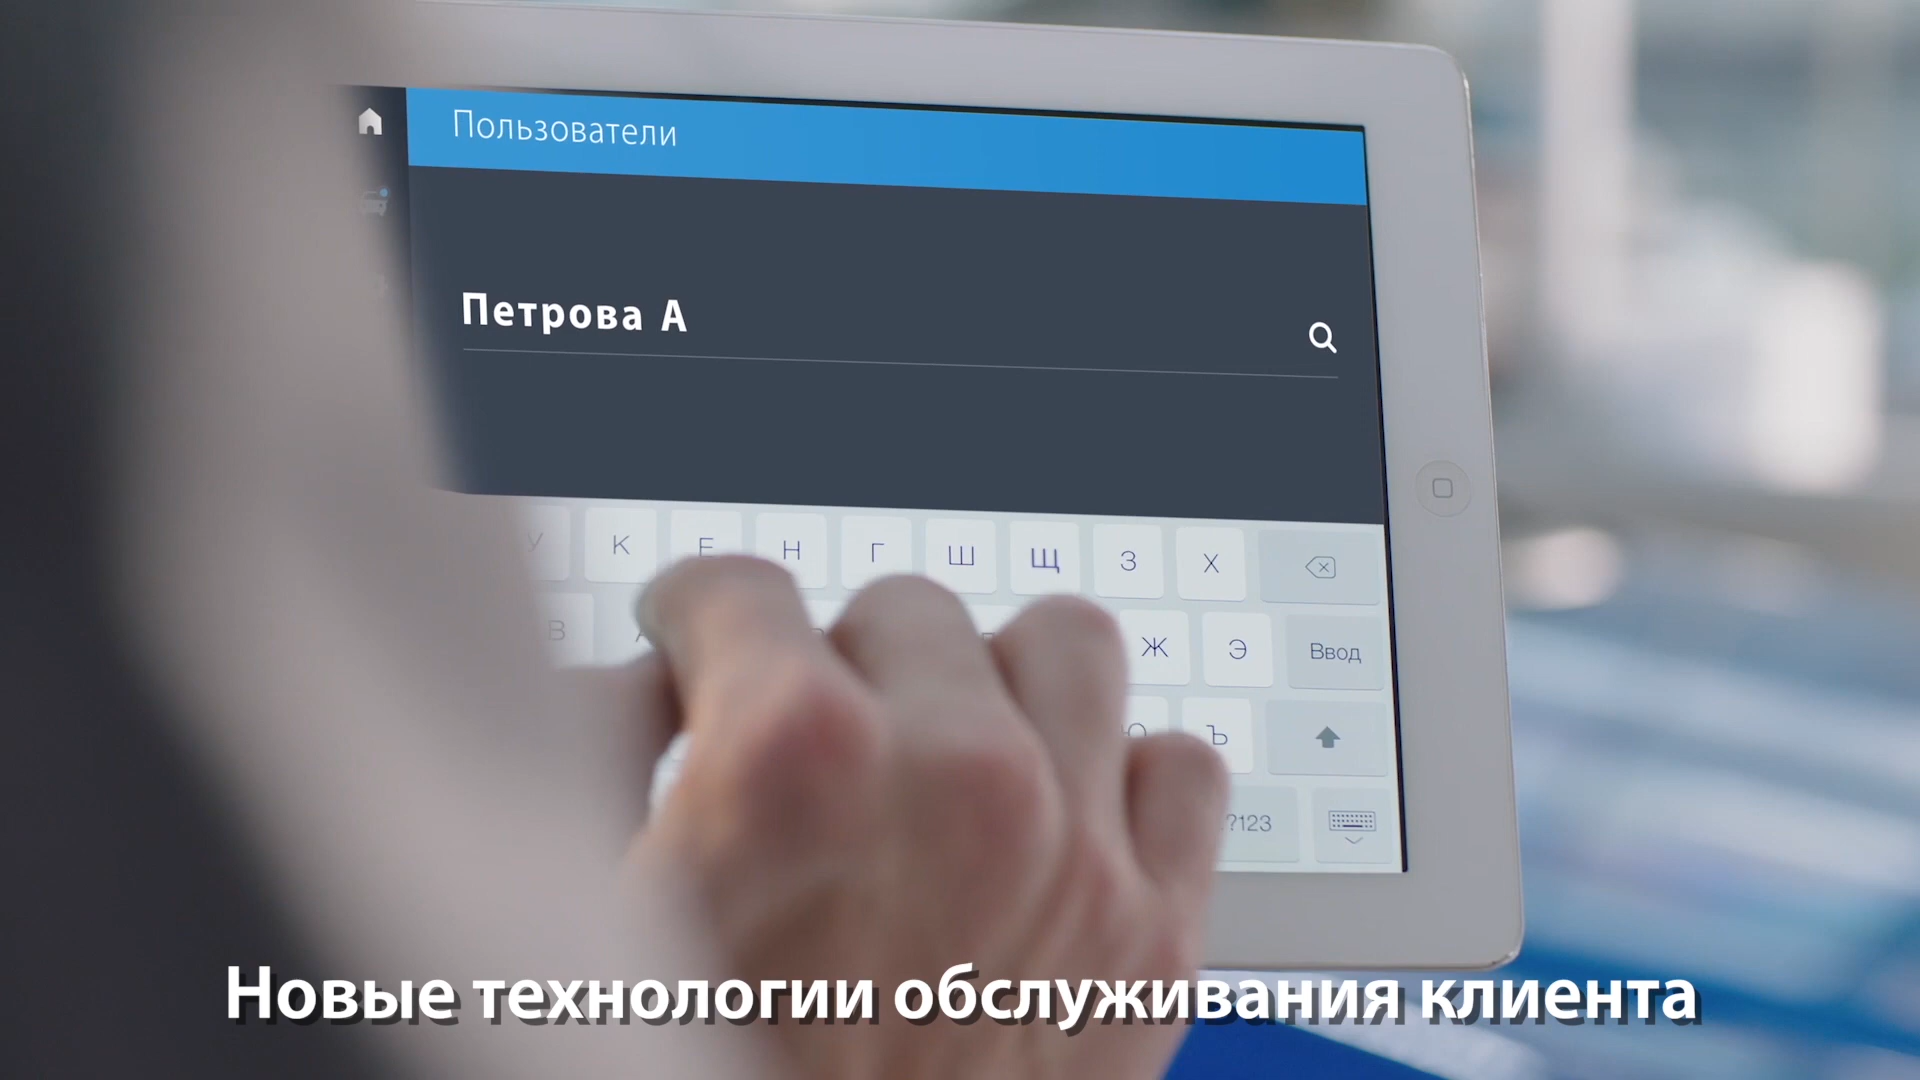 Пользователи
Петрова А
У К Е Н Г Ш Щ З Х
В Ж Э Ввод
Ю Ъ
?123
Новые технологии обслуживания клиента